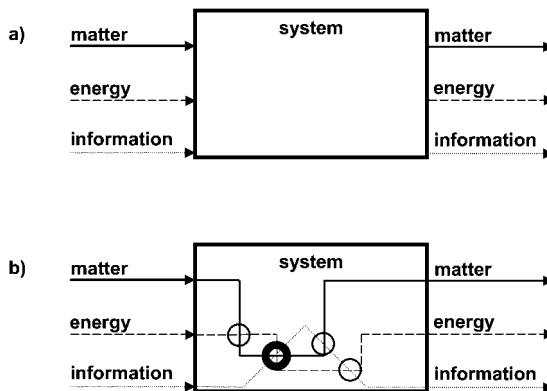 a)
system
matter
matter
energy
energy
information
information
b)
system
matter
matter
energy
energy
information
information